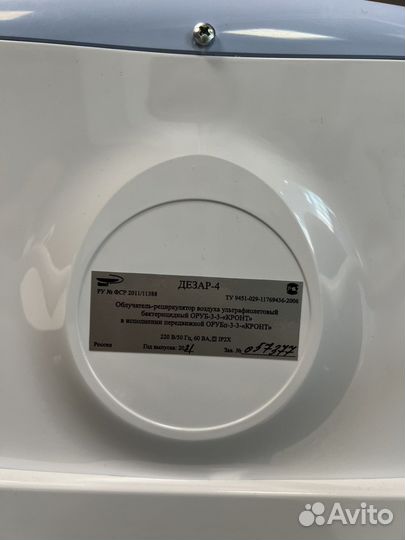 ДЕЗАР-4
РУ № ФСР 2011/11388 ТУ 9451-029-11769436-2006
Облучатель-рециркулятор воздуха ультрафиолетовый
бактерицидный ОРУБ-3-3-«КРОНТ»
в исполнении передвижной ОРУБп-3-3-«КРОНТ»
220 В/50 Гц, 60 ВА, IP2X
Россия Год выпуска: 2021 Зав. №
Avito